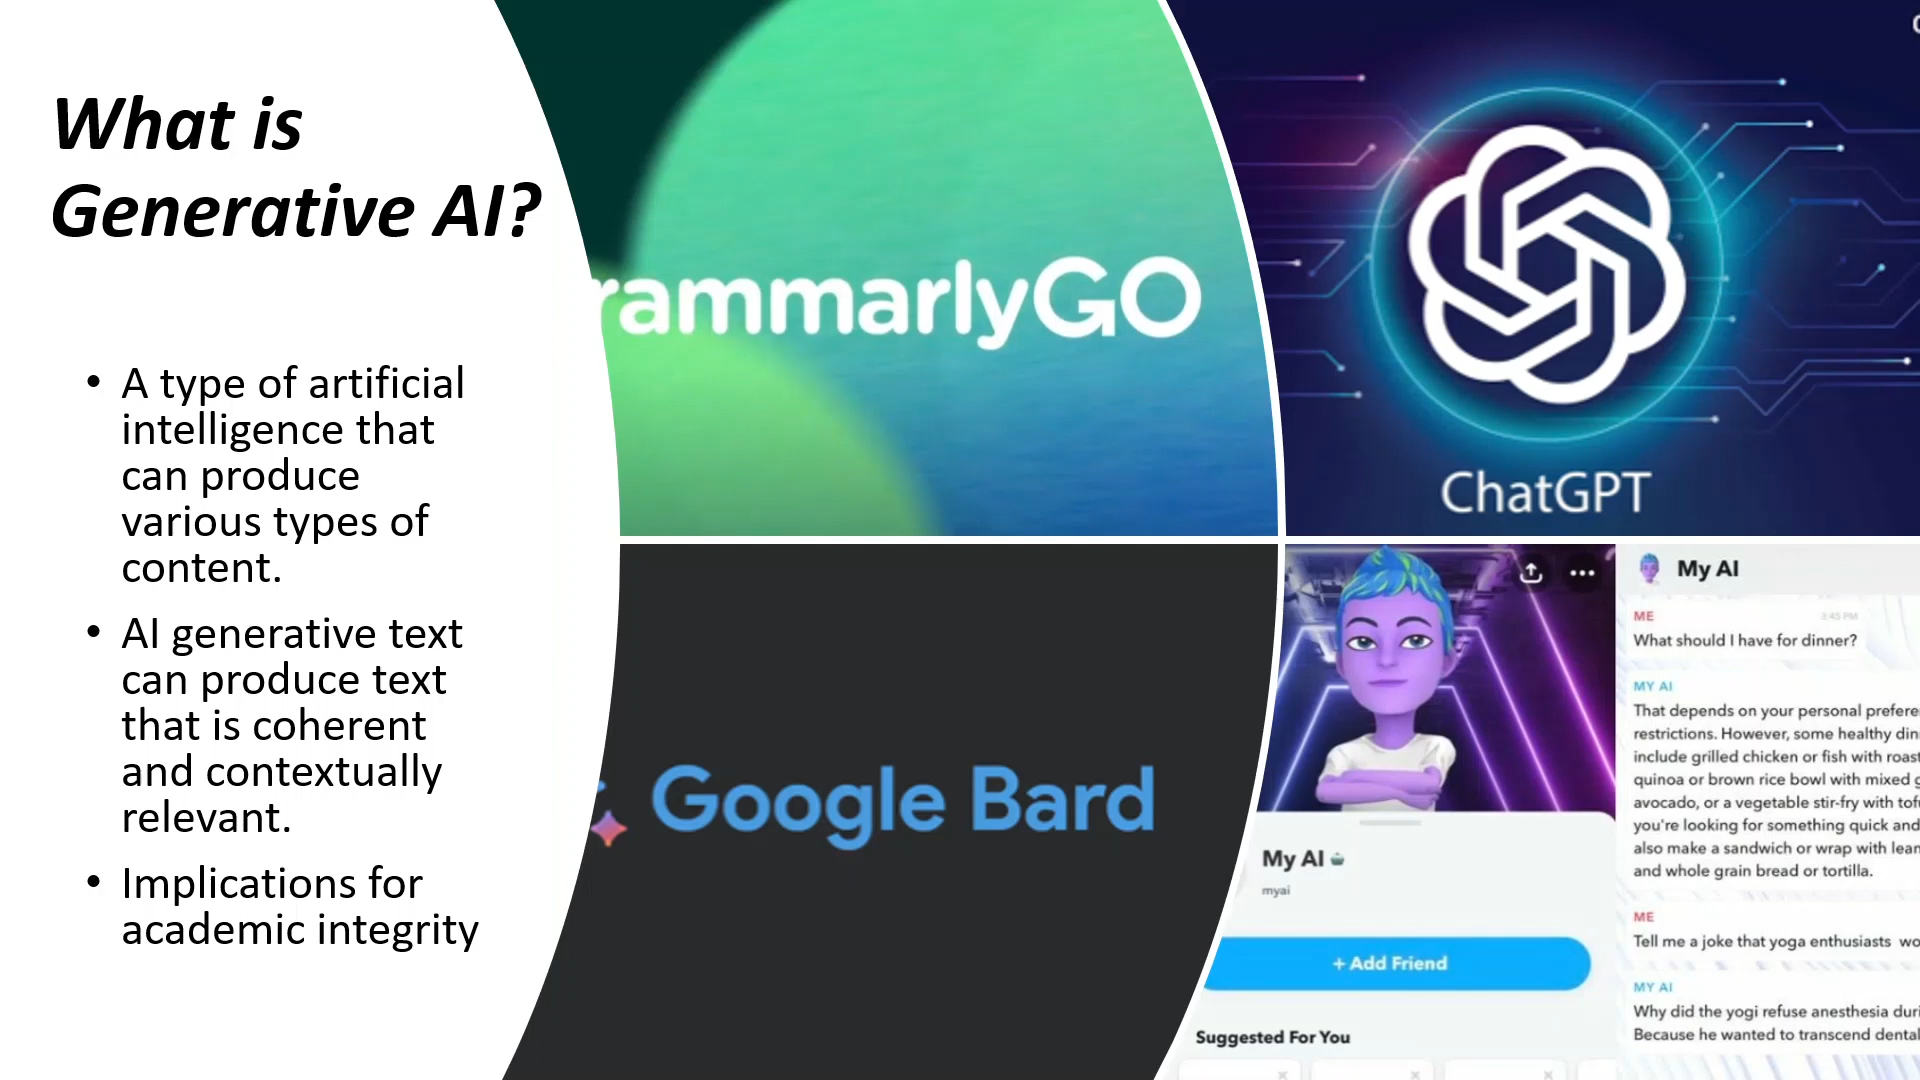 What is
Generative AI?
• A type of artificial
intelligence that
can produce
various types of
content.
• AI generative text
can produce text
that is coherent
and contextually
relevant.
• Implications for
academic integrity
rammarlyGO
ChatGPT
Google Bard
My AI
myai
+ Add Friend
Suggested For You
My AI
ME
3:45 PM
What should I have for dinner?
MY AI
That depends on your personal prefere
restrictions. However, some healthy din
include grilled chicken or fish with roast
quinoa or brown rice bowl with mixed g
avocado, or a vegetable stir-fry with tof
you're looking for something quick and
also make a sandwich or wrap with lean
and whole grain bread or tortilla.
ME
Tell me a joke that yoga enthusiasts wo
MY AI
Why did the yogi refuse anesthesia duri
Because he wanted to transcend dental